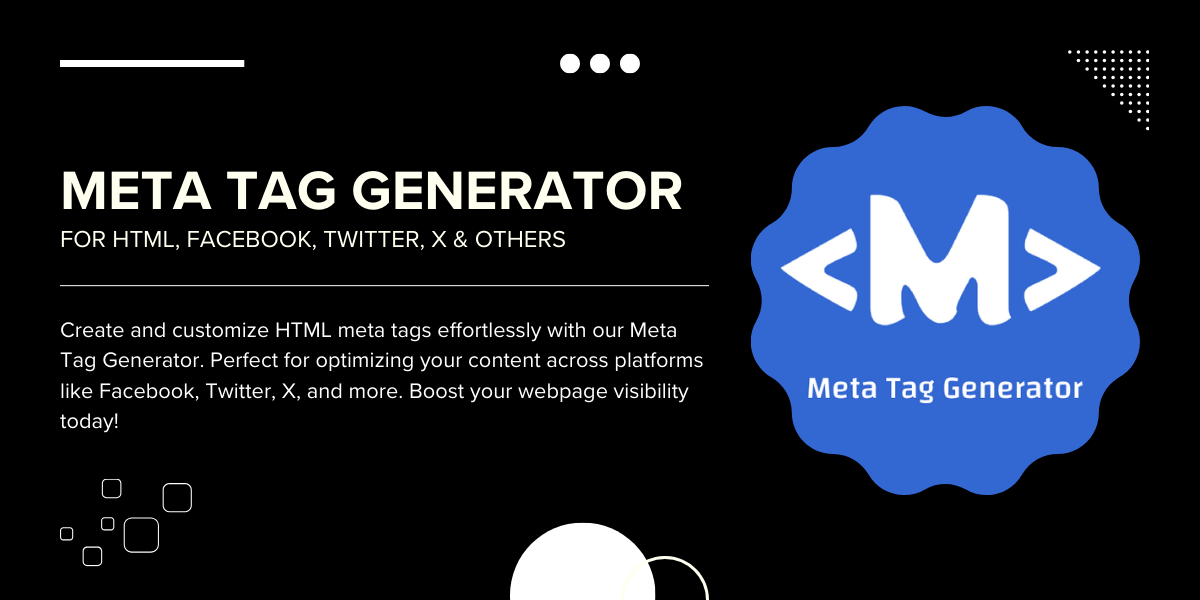 META TAG GENERATOR
FOR HTML, FACEBOOK, TWITTER, X & OTHERS
Create and customize HTML meta tags effortlessly with our Meta
Tag Generator. Perfect for optimizing your content across platforms
like Facebook, Twitter, X, and more. Boost your webpage visibility
today!
<M>
Meta Tag Generator